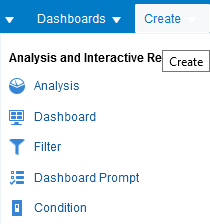 Dashboards Create
Analysis and Interactive Re
Create
Analysis
Dashboard
Filter
Dashboard Prompt
Condition